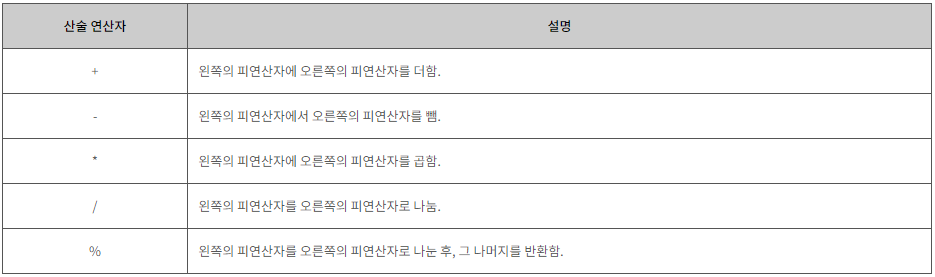 산술 연산자 설명
+ 왼쪽의 피연산자에 오른쪽의 피연산자를 더함.
- 왼쪽의 피연산자에서 오른쪽의 피연산자를 뺌.
* 왼쪽의 피연산자에 오른쪽의 피연산자를 곱함.
/ 왼쪽의 피연산자를 오른쪽의 피연산자로 나눔.
% 왼쪽의 피연산자를 오른쪽의 피연산자로 나눈 후, 그 나머지를 반환함.